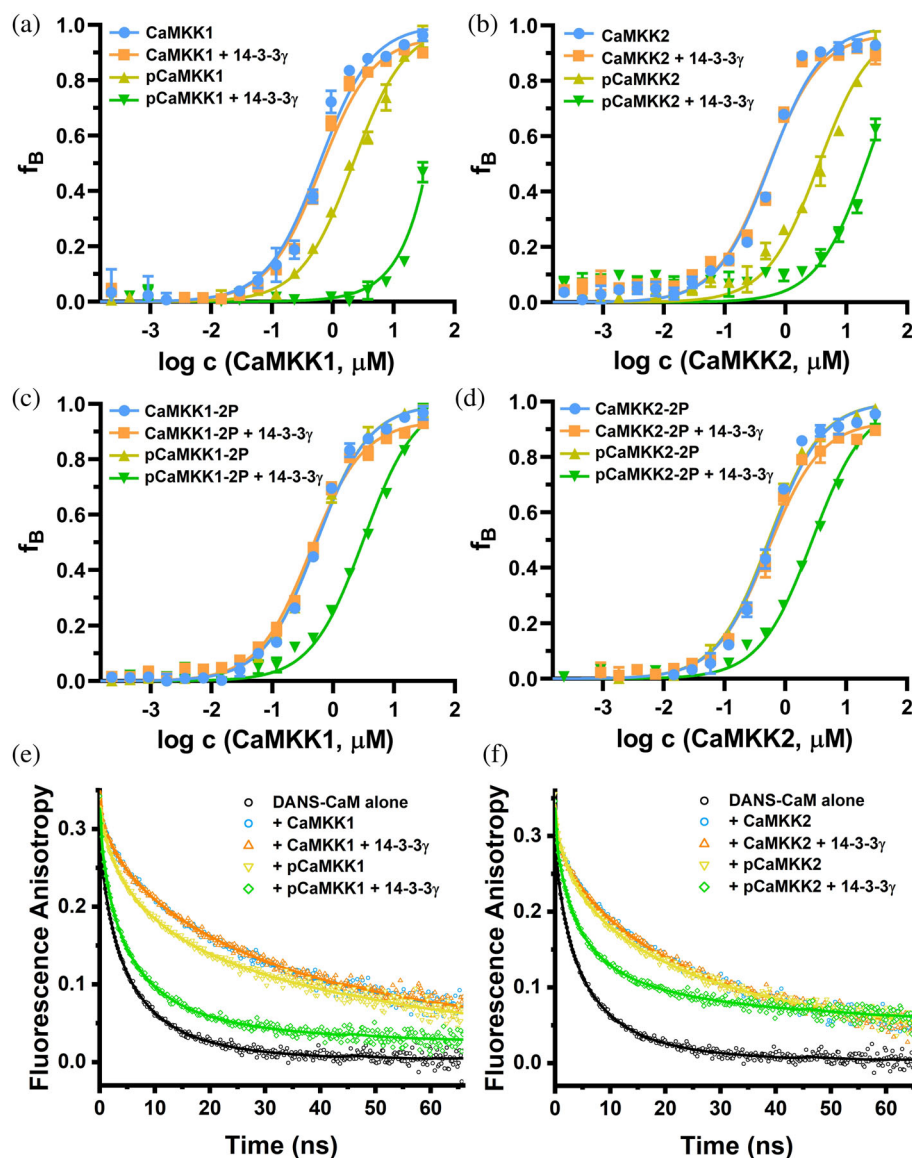 (a)
CaMKK1
CaMKK1 + 14-3-3γ
pCaMKK1
pCaMKK1 + 14-3-3γ
1.0
0.8
0.6
0.4
0.2
0.0
fB
-3 -2 -1 0 1 2
log c (CaMKK1, μM)
(b)
CaMKK2
CaMKK2 + 14-3-3γ
pCaMKK2
pCaMKK2 + 14-3-3γ
1.0
0.8
0.6
0.4
0.2
0.0
fB
-3 -2 -1 0 1 2
log c (CaMKK2, μM)
(c)
CaMKK1-2P
CaMKK1-2P + 14-3-3γ
pCaMKK1-2P
pCaMKK1-2P + 14-3-3γ
1.0
0.8
0.6
0.4
0.2
0.0
fB
-3 -2 -1 0 1 2
log c (CaMKK1, μM)
(d)
CaMKK2-2P
CaMKK2-2P + 14-3-3γ
pCaMKK2-2P
pCaMKK2-2P + 14-3-3γ
1.0
0.8
0.6
0.4
0.2
0.0
fB
-3 -2 -1 0 1 2
log c (CaMKK2, μM)
(e)
DANS-CaM alone
+ CaMKK1
+ CaMKK1 + 14-3-3γ
+ pCaMKK1
+ pCaMKK1 + 14-3-3γ
0.3
0.2
0.1
0.0
Fluorescence Anisotropy
0 10 20 30 40 50 60
Time (ns)
(f)
DANS-CaM alone
+ CaMKK2
+ CaMKK2 + 14-3-3γ
+ pCaMKK2
+ pCaMKK2 + 14-3-3γ
0.3
0.2
0.1
0.0
Fluorescence Anisotropy
0 10 20 30 40 50 60
Time (ns)